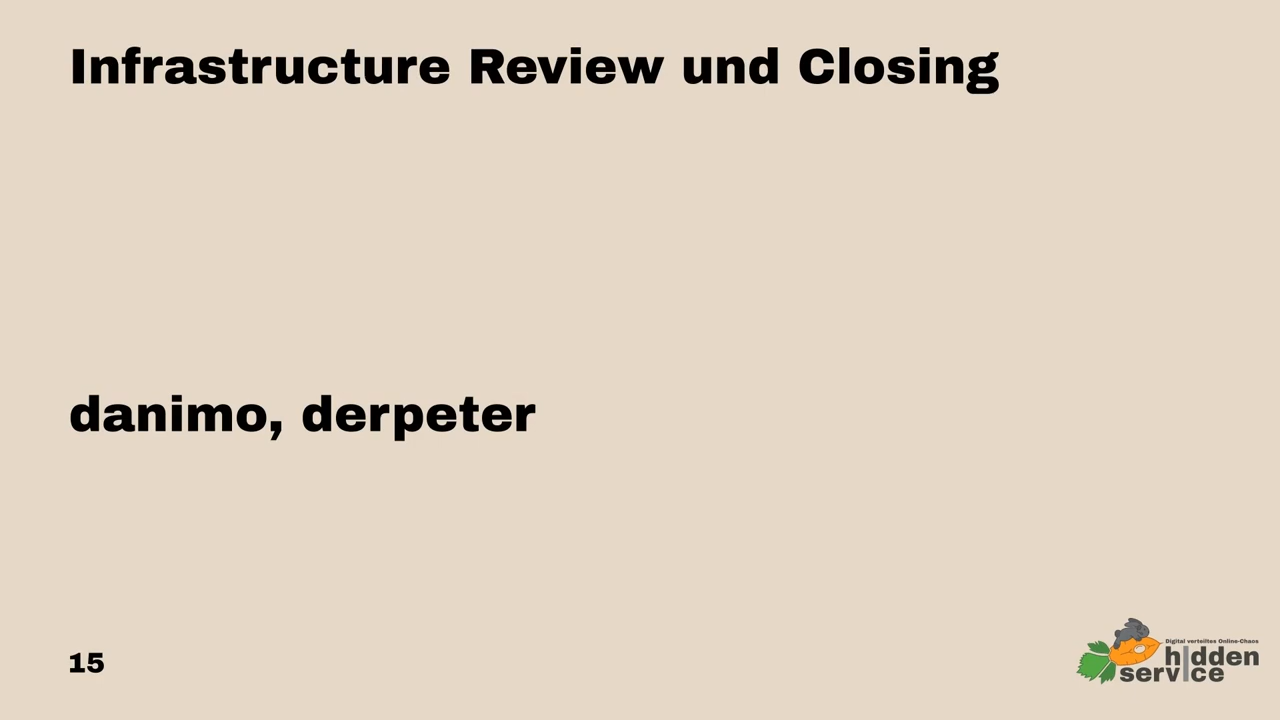 Infrastructure Review und Closing
danimo, derpeter
15
Digital verteiltes Online-Chaos
hidden
service